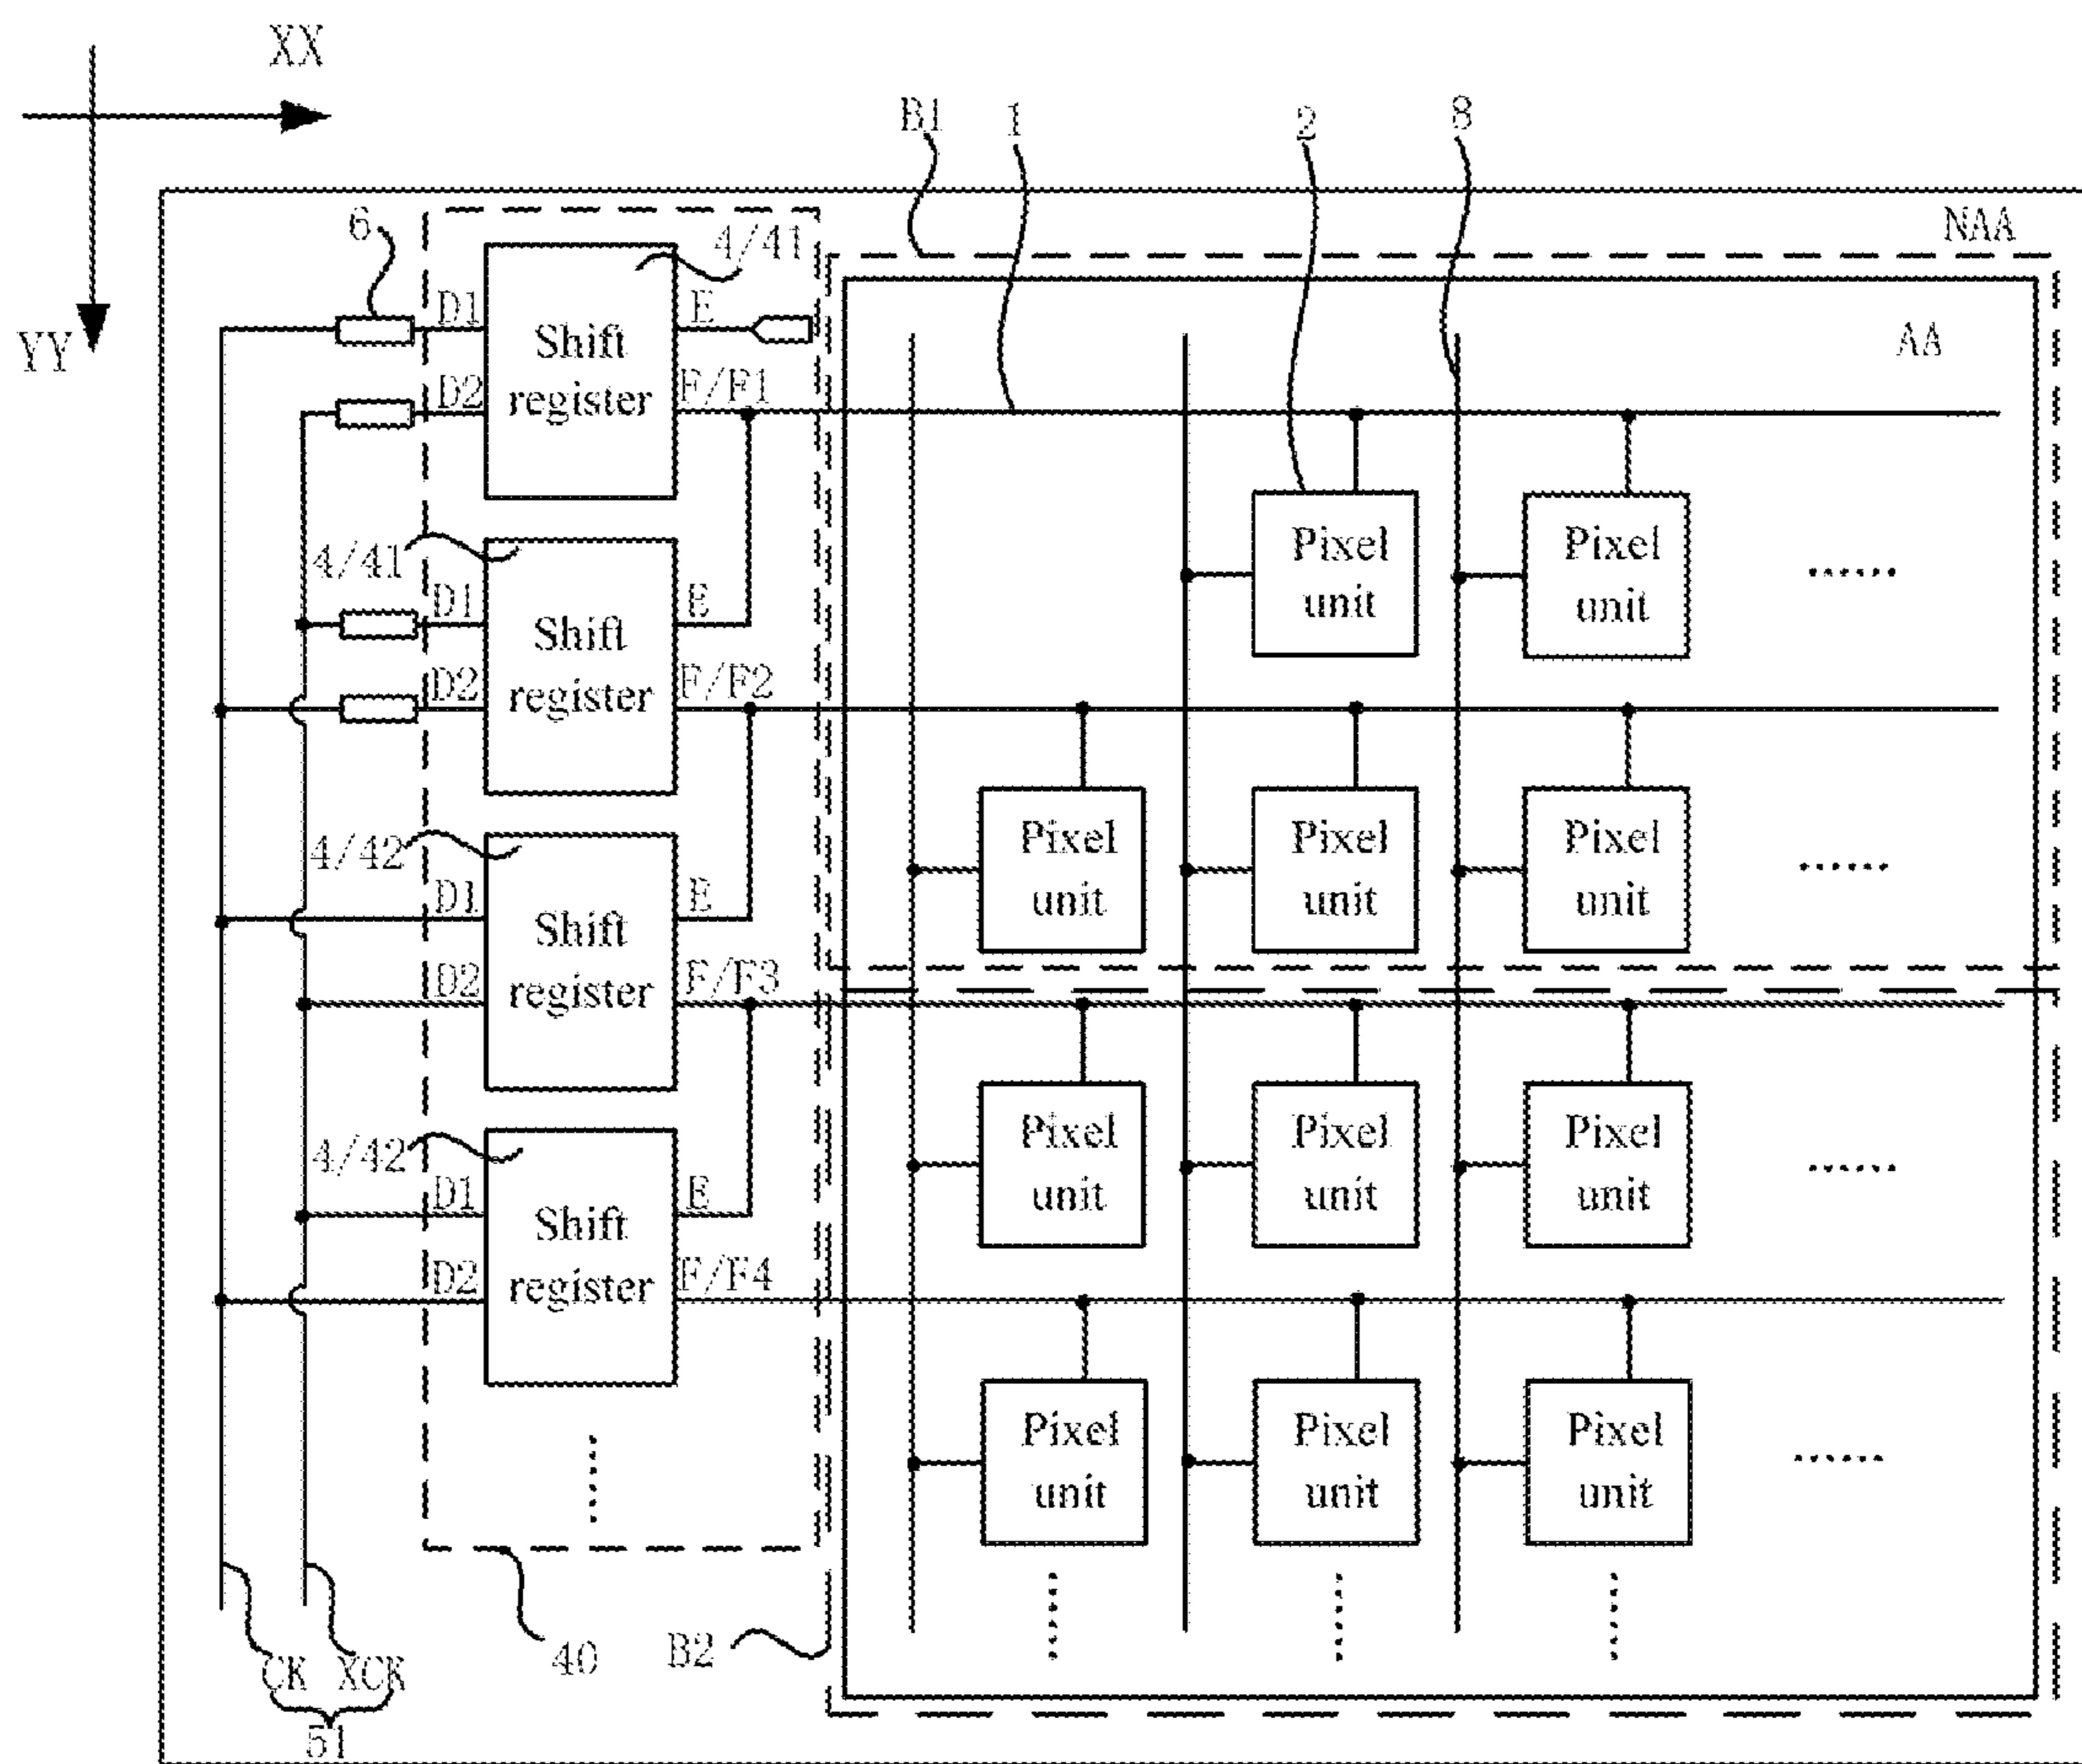 XX
B1
1
2
8
6
NAA
4/41
D1
E
AA
YY
Shift
register
D2
F/F1
Pixel
unit
Pixel
unit
......
4/41
D1
E
Shift
register
D2
F/F2
Pixel
unit
Pixel
unit
Pixel
unit
......
4/42
D1
E
Shift
register
D2
F/F3
Pixel
unit
Pixel
unit
Pixel
unit
......
4/42
D1
E
Shift
register
D2
F/F4
Pixel
unit
Pixel
unit
Pixel
unit
......
CK
XCK
40
B2
51